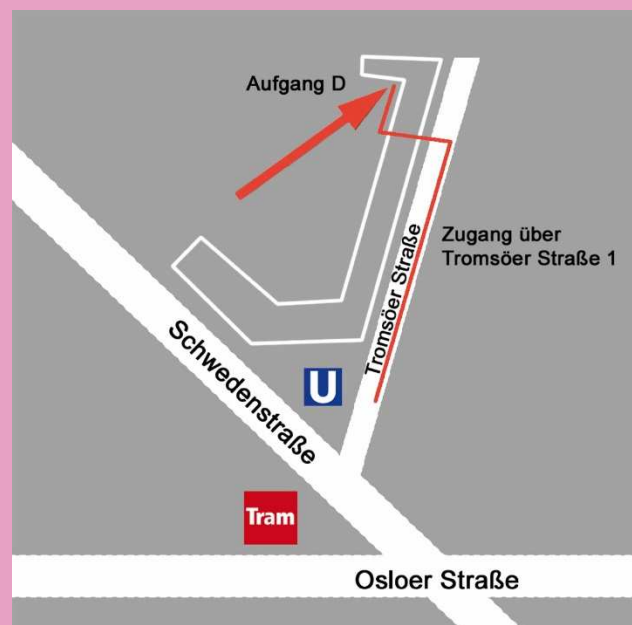 Aufgang D
Zugang über
Tromsöer Straße 1
Tromsöer Straße
Schwedenstraße
U
Tram
Osloer Straße